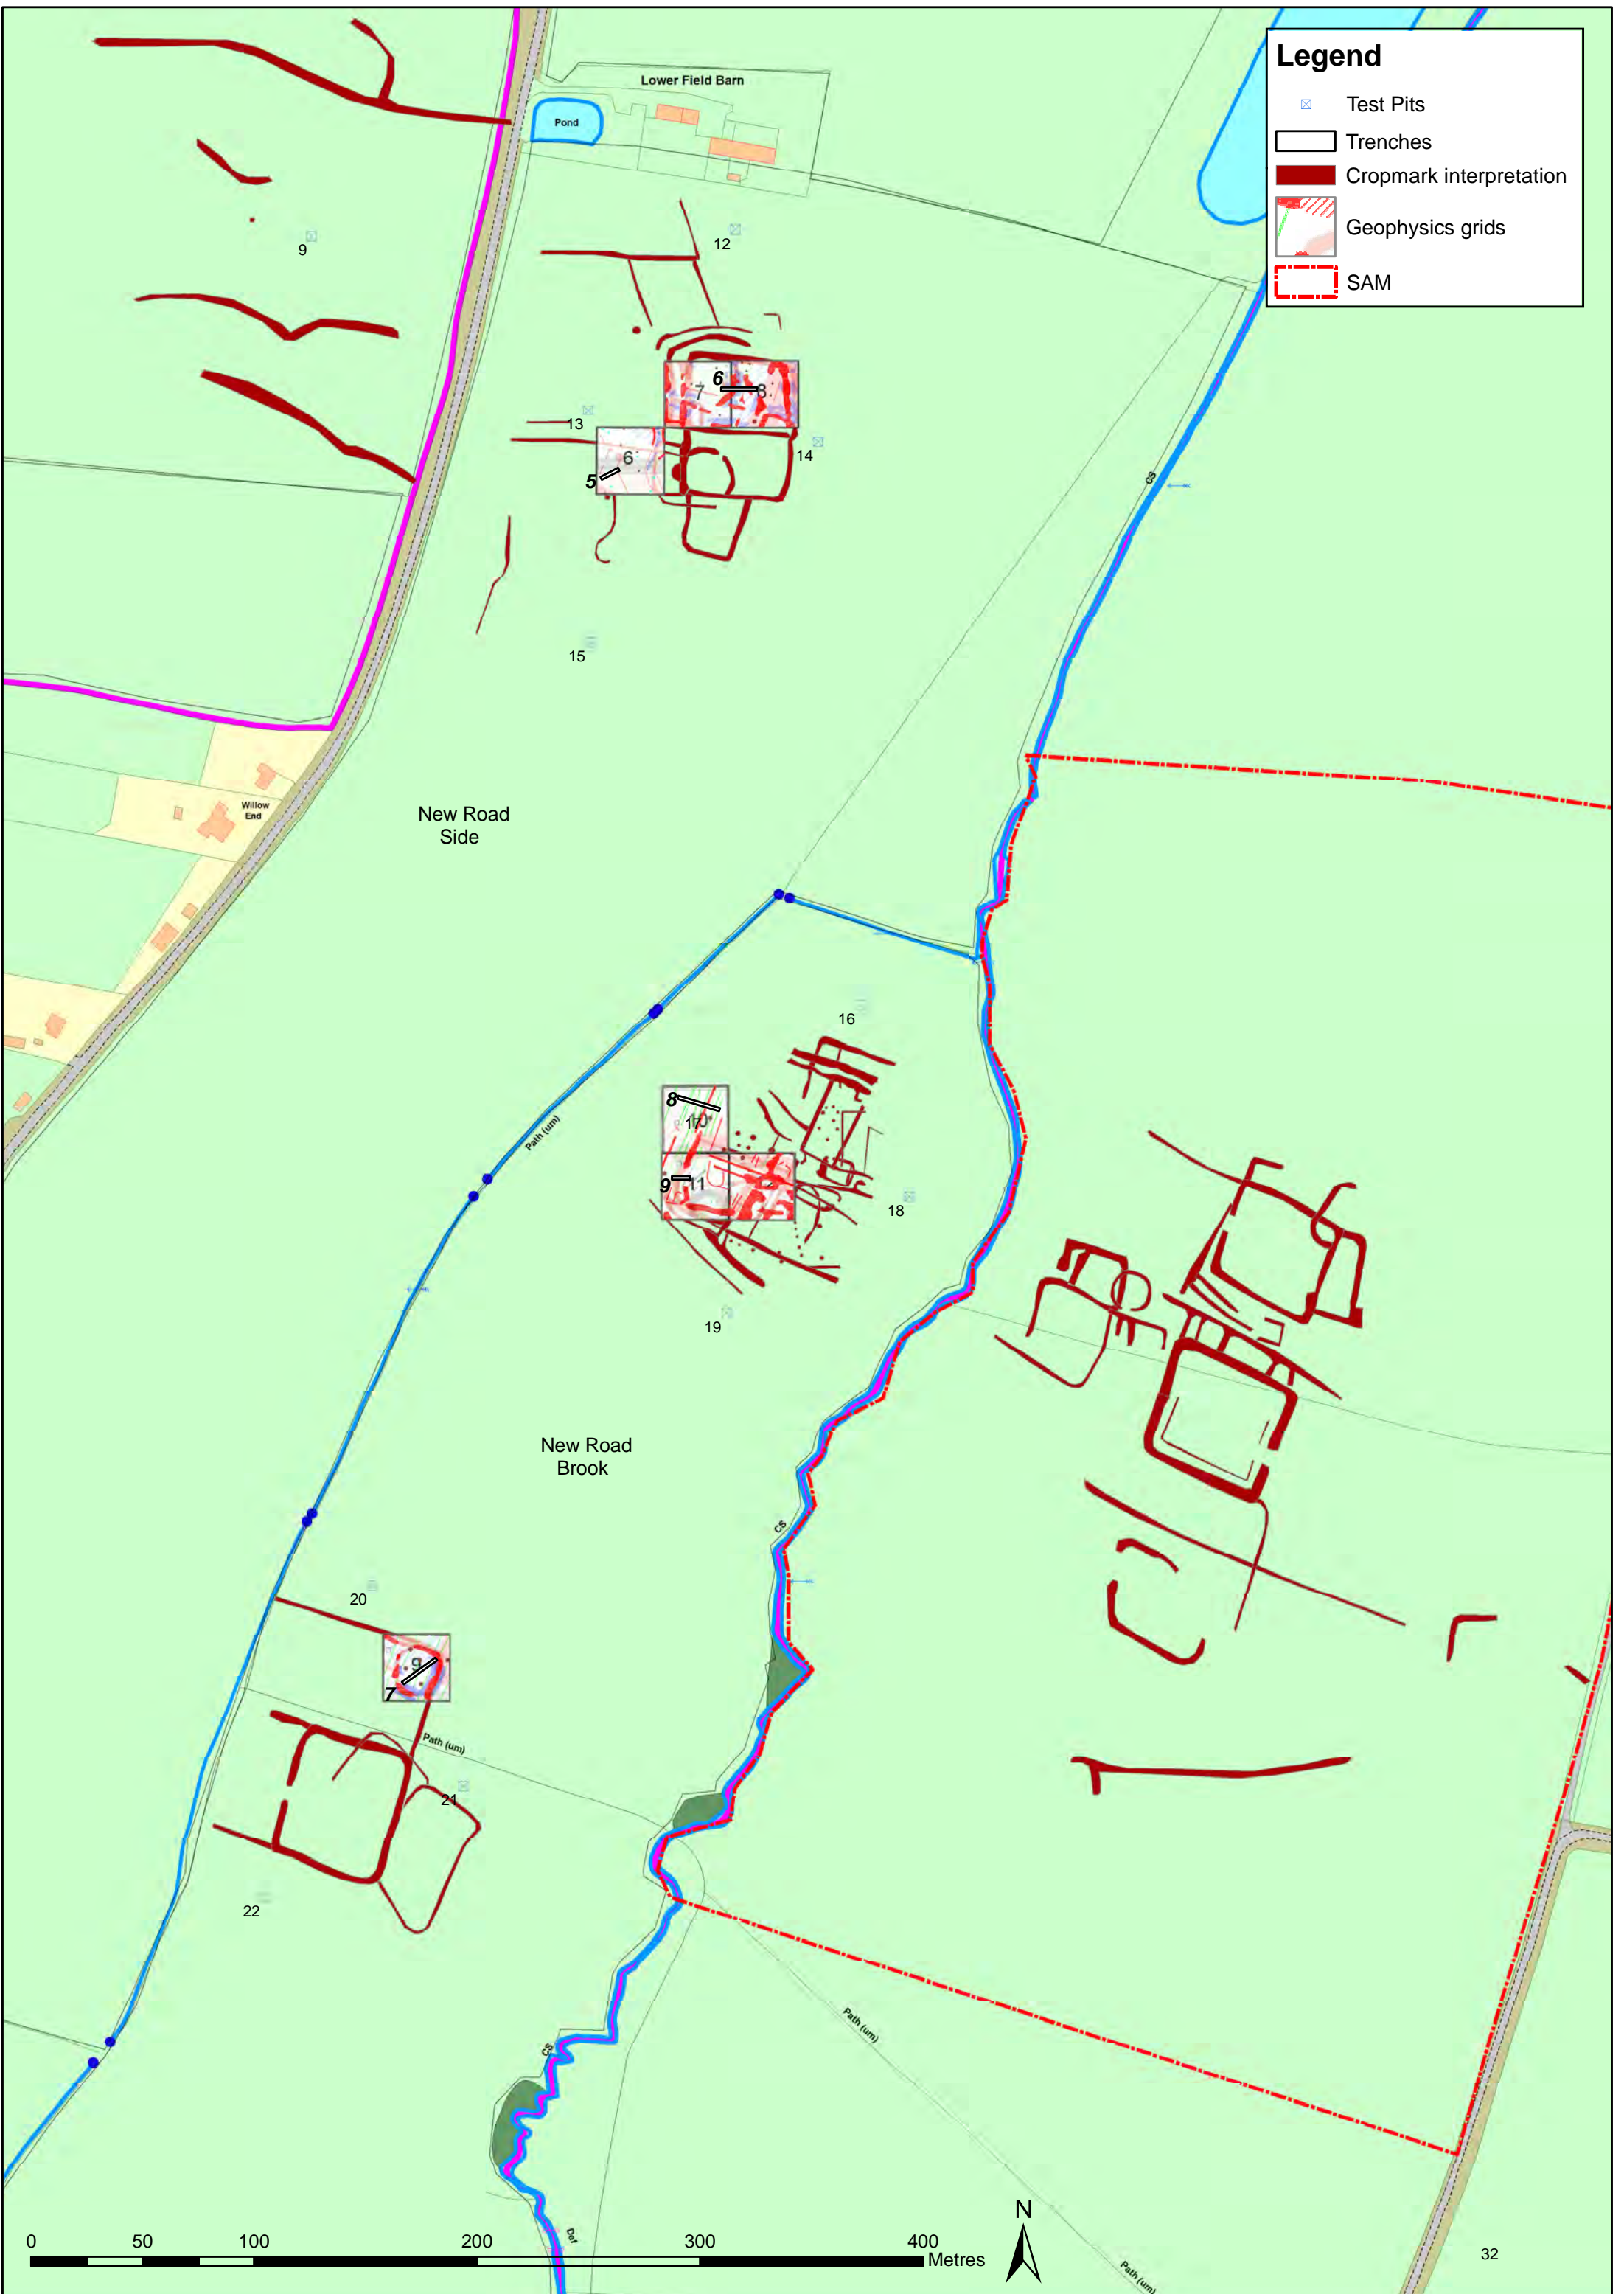 Legend
Test Pits
Trenches
Cropmark interpretation
Geophysics grids
SAM
Lower Field Barn
Pond
9
12
6
7
8
13
14
6
5
CS
15
Willow
End
New Road
Side
16
8
17
Path (um)
9
11
12
18
19
New Road
Brook
CS
20
9
7
Path (um)
21
22
Path (um)
CS
Def
N
0
50
100
200
300
400
Metres
32
Path (um)